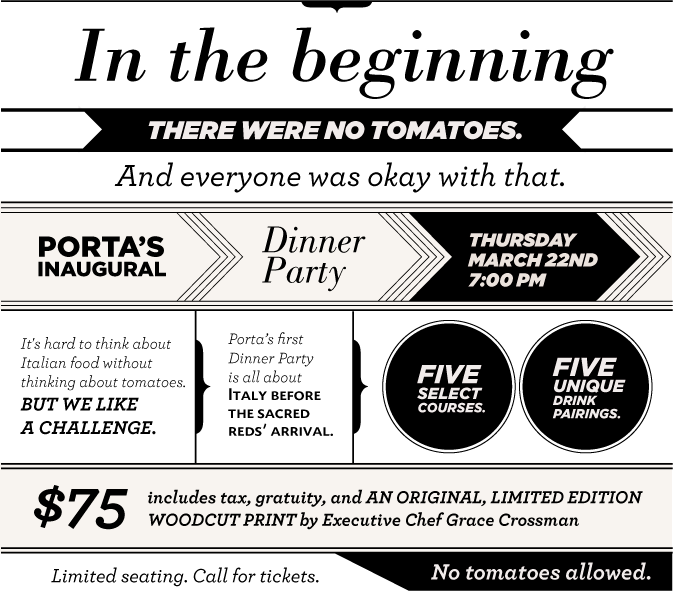 In the beginning
THERE WERE NO TOMATOES.
And everyone was okay with that.
PORTA'S
INAUGURAL
Dinner
Party
THURSDAY
MARCH 22ND
7:00 PM
It's hard to think about
Italian food without
thinking about tomatoes.
BUT WE LIKE
A CHALLENGE.
Porta's first
Dinner Party
is all about
ITALY BEFORE
THE SACRED
REDS' ARRIVAL.
FIVE
SELECT
COURSES.
FIVE
UNIQUE
DRINK
PAIRINGS.
$75
includes tax, gratuity, and AN ORIGINAL, LIMITED EDITION
WOODCUT PRINT by Executive Chef Grace Crossman
Limited seating. Call for tickets.
No tomatoes allowed.